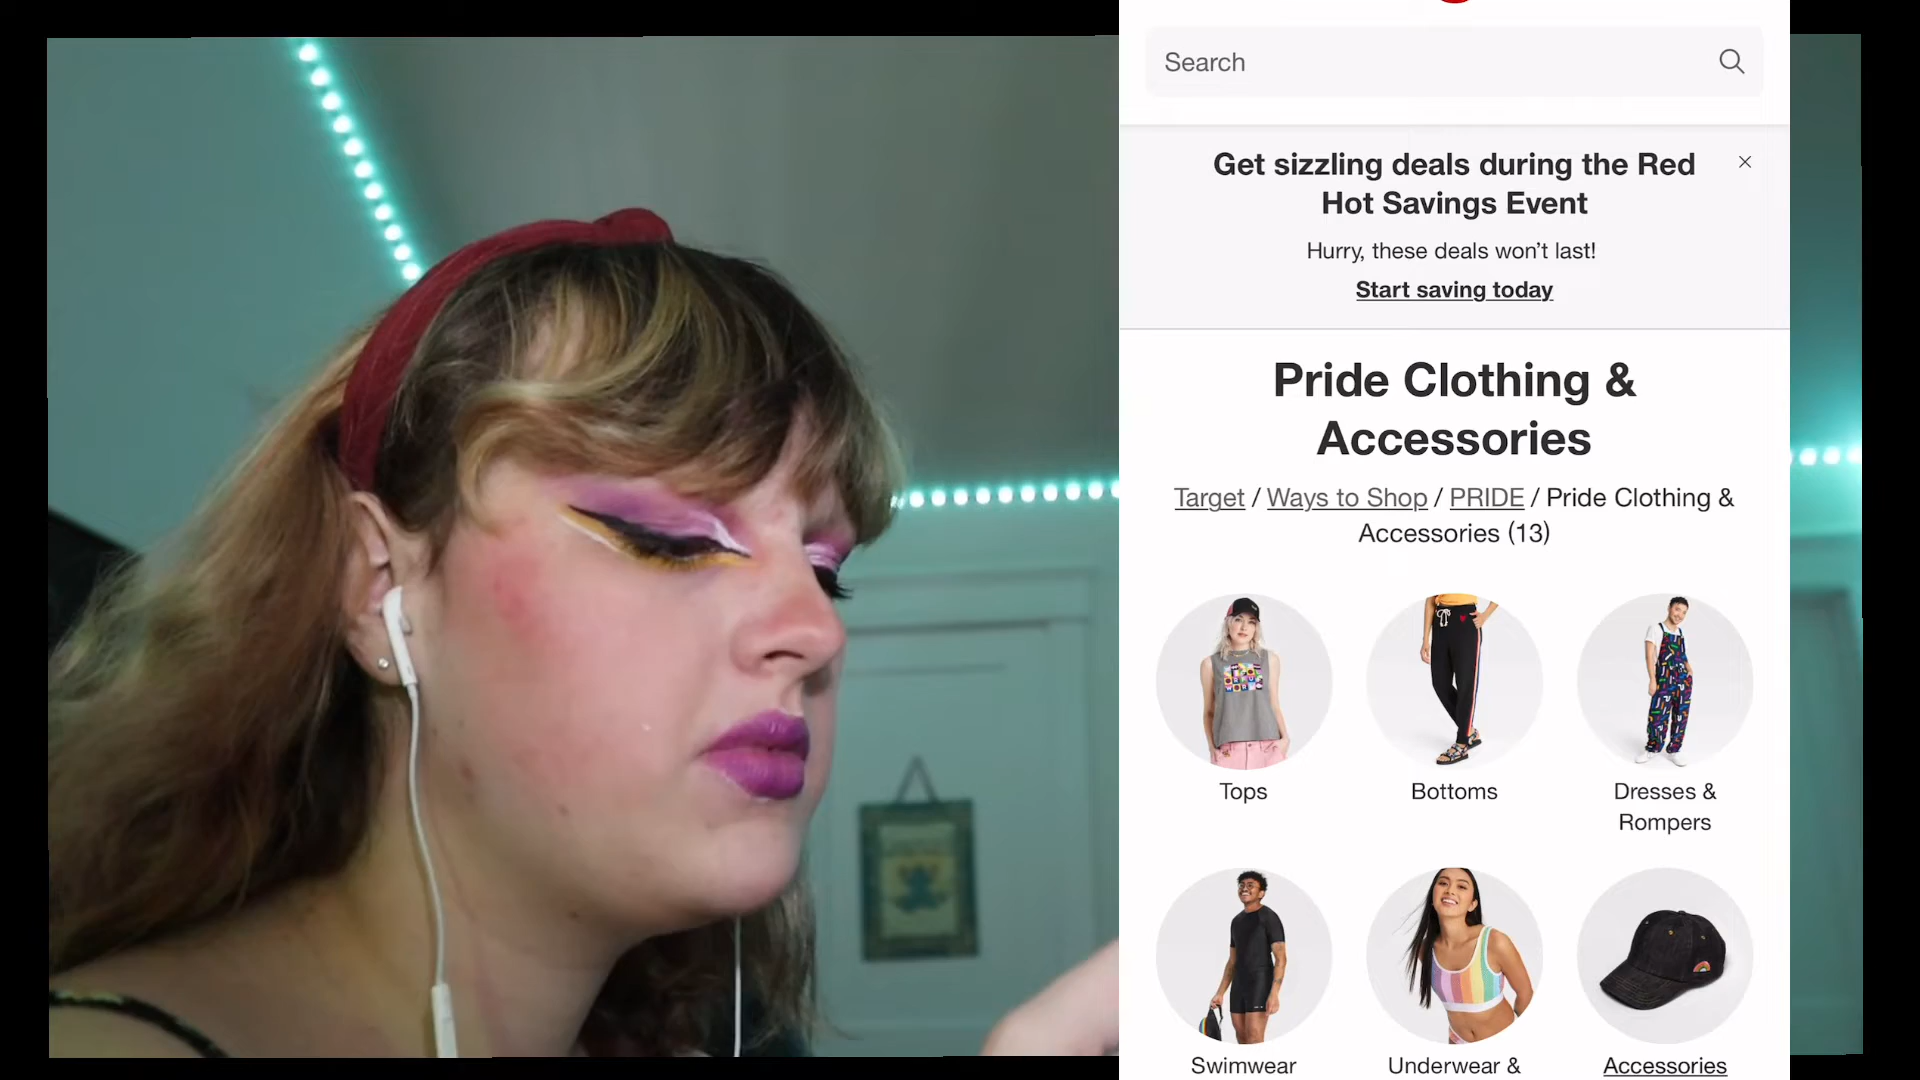 Search
Get sizzling deals during the Red
Hot Savings Event
Hurry, these deals won’t last!
Start saving today
Pride Clothing &
Accessories
Target / Ways to Shop / PRIDE / Pride Clothing &
Accessories (13)
Tops
Bottoms
Dresses &
Rompers
Swimwear
Underwear &
Accessories